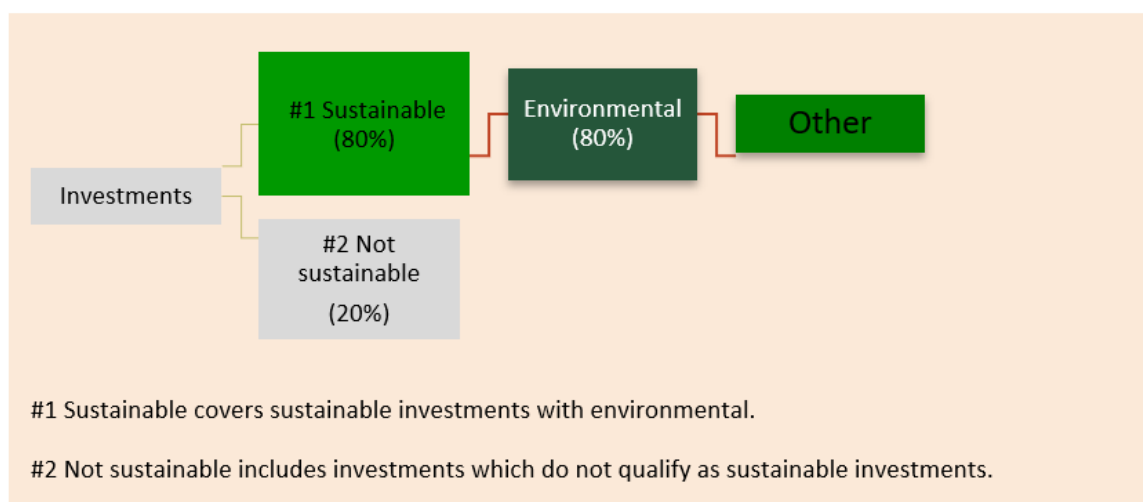 #1 Sustainable
(80%)
Environmental
(80%)
Other
Investments
#2 Not
sustainable
(20%)
#1 Sustainable covers sustainable investments with environmental.
#2 Not sustainable includes investments which do not qualify as sustainable investments.